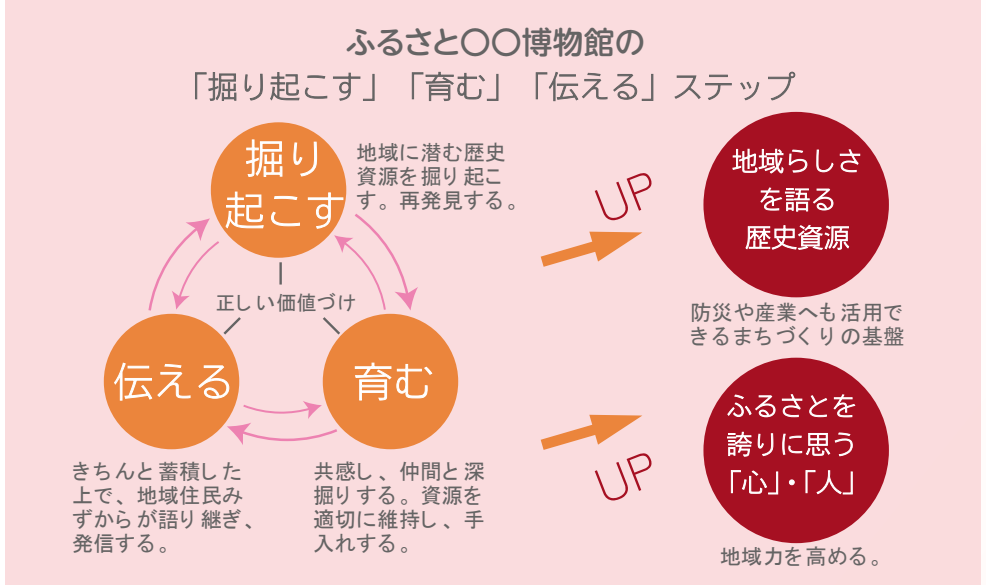 ふるさと〇〇博物館の
「掘り起こす」「育む」「伝える」ステップ
掘り
起こす
地域に潜む歴史
資源を掘り起こ
す。再発見する。
正しい価値づけ
伝える
育む
きちんと蓄積した
上で、地域住民み
ずからが語り継ぎ、
発信する。
共感し、仲間と深
掘りする。資源を
適切に維持し、手
入れする。
UP
地域らしさ
を語る
歴史資源
防災や産業へも活用で
きるまちづくりの基盤
UP
ふるさとを
誇りに思う
「心」・「人」
地域力を高める。